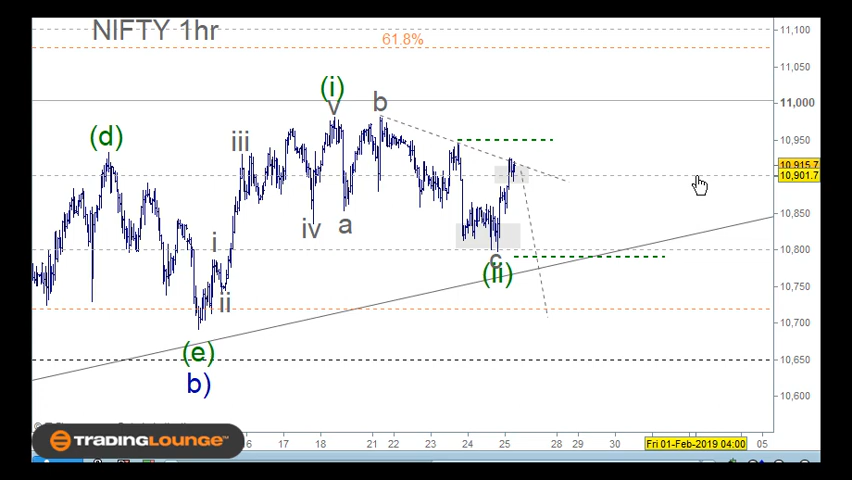 NIFTY 1hr
11,100
61.8%
11,050
(i)
v
b
11,000
(d)
iii
10,950
10,915.7
10,901.7
iv
a
10,850
i
10,800
c
(ii)
ii
10,750
10,700
(e)
10,650
b)
10,600
TRADINGLOUNGE™
16
17
18
21
22
23
24
25
28
29
30
Fri 01-Feb-2019 04:00
05